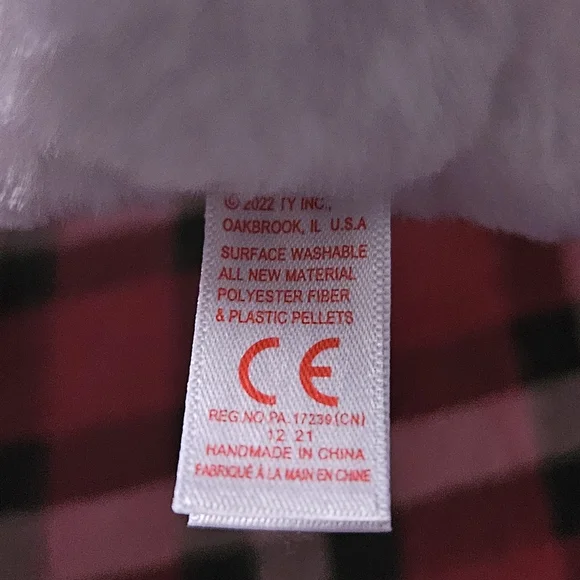 © 2022 TY INC.,
OAKBROOK, IL U.S.A
SURFACE WASHABLE
ALL NEW MATERIAL
POLYESTER FIBER
& PLASTIC PELLETS
CE
REG.NO PA. 17239(CN)
12 21
HANDMADE IN CHINA
FABRIQUÉ À LA MAIN EN CHINE